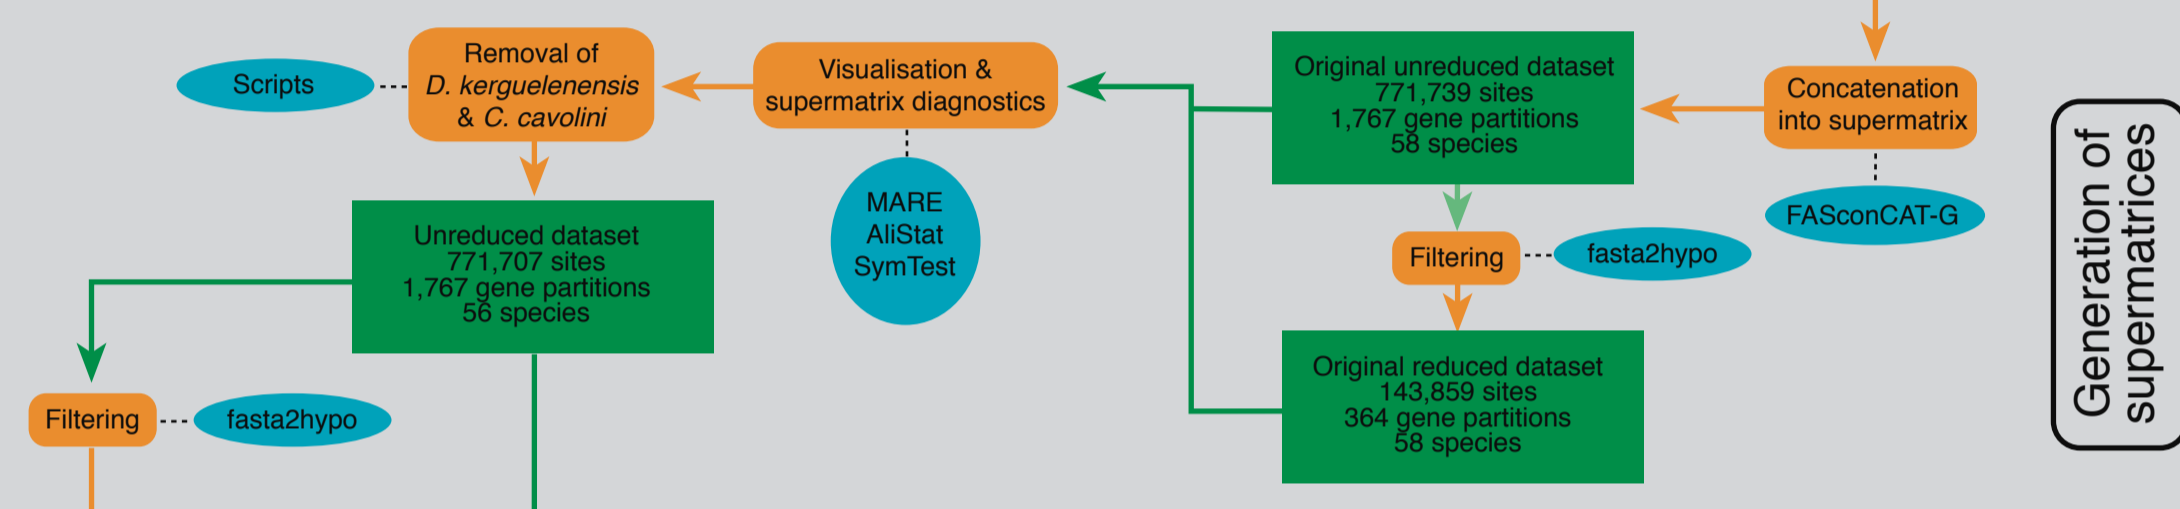 Scripts
Removal of
D. kerguelenensis
& C. cavolini
Visualisation &
supermatrix diagnostics
Original unreduced dataset
771,739 sites
1,767 gene partitions
58 species
Concatenation
into supermatrix
FASconCAT-G
MARE
AliStat
SymTest
Unreduced dataset
771,707 sites
1,767 gene partitions
56 species
Filtering
fasta2hypo
Original reduced dataset
143,859 sites
364 gene partitions
58 species
Filtering
fasta2hypo
Generation of
supermatrices